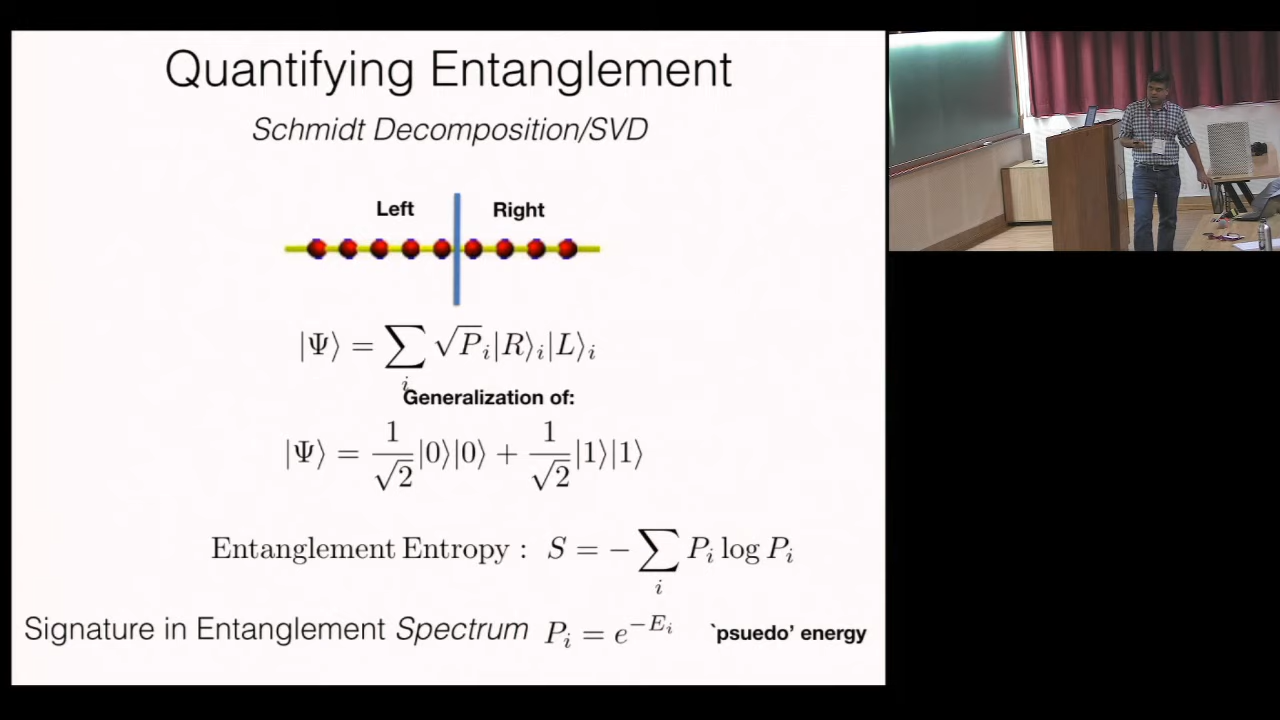 Quantifying Entanglement
Schmidt Decomposition/SVD
Left Right
|Ψ⟩ = ∑_i √P_i |R⟩_i |L⟩_i
Generalization of:
|Ψ⟩ = 1/√2 |0⟩|0⟩ + 1/√2 |1⟩|1⟩
Entanglement Entropy : S = − ∑_i P_i log P_i
Signature in Entanglement Spectrum P_i = e^{−E_i} `psuedo' energy